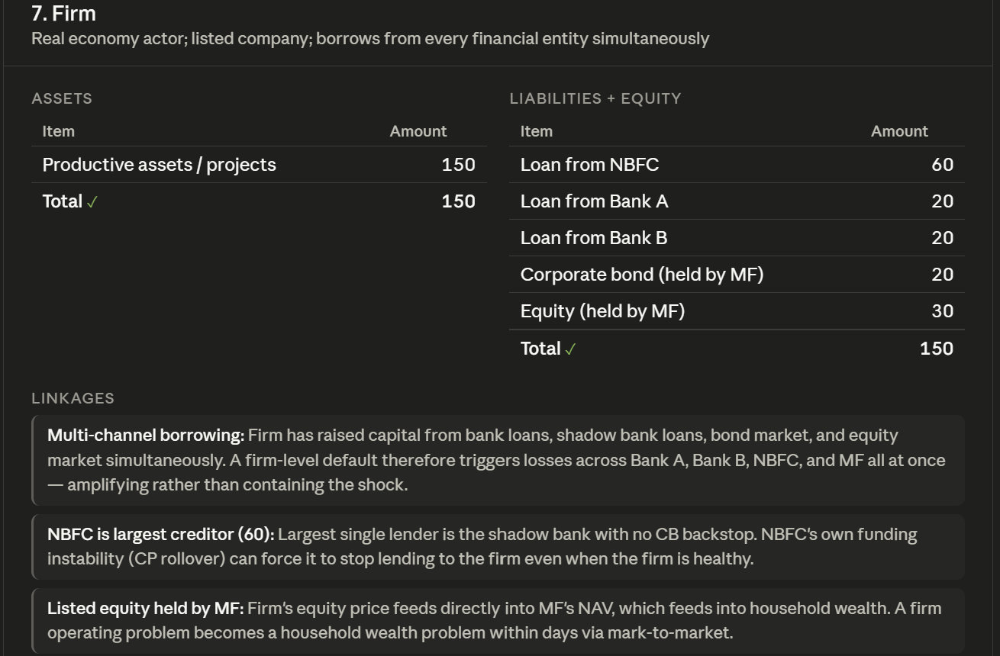 7. Firm
Real economy actor; listed company; borrows from every financial entity simultaneously
ASSETS
Item Amount
Productive assets / projects 150
Total ✓ 150
LIABILITIES + EQUITY
Item Amount
Loan from NBFC 60
Loan from Bank A 20
Loan from Bank B 20
Corporate bond (held by MF) 20
Equity (held by MF) 30
Total ✓ 150
LINKAGES
Multi-channel borrowing: Firm has raised capital from bank loans, shadow bank loans, bond market, and equity
market simultaneously. A firm-level default therefore triggers losses across Bank A, Bank B, NBFC, and MF all at once
— amplifying rather than containing the shock.
NBFC is largest creditor (60): Largest single lender is the shadow bank with no CB backstop. NBFC's own funding
instability (CP rollover) can force it to stop lending to the firm even when the firm is healthy.
Listed equity held by MF: Firm's equity price feeds directly into MF's NAV, which feeds into household wealth. A firm
operating problem becomes a household wealth problem within days via mark-to-market.